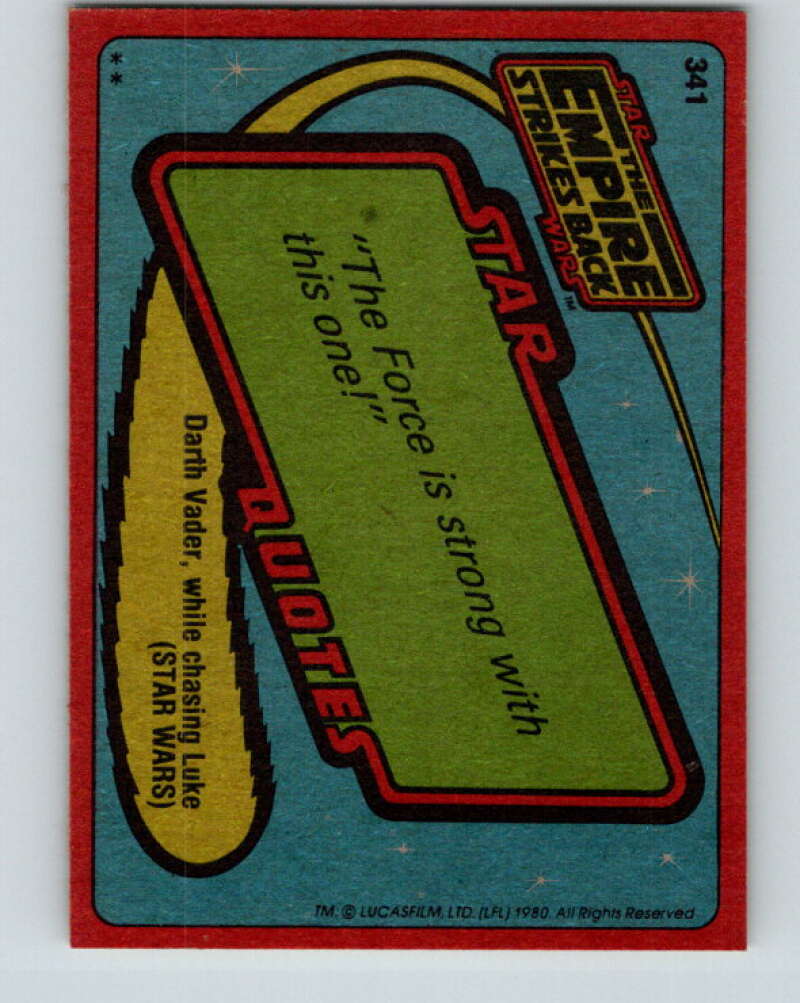 341
STAR
THE
EMPIRE
STRIKES BACK
WARS
TM
STAR
"The Force is strong with
this one!"
QUOTES
Darth Vader, while chasing Luke
(STAR WARS)
**
TM. © LUCASFILM, LTD. (LFL) 1980. All Rights Reserved